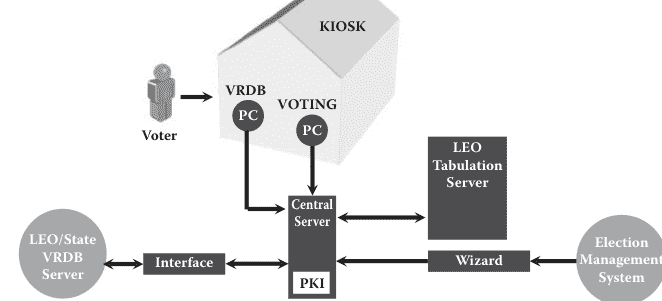 KIOSK
VRDB
PC
VOTING
PC
Voter
LEO
Tabulation
Server
Central
Server
PKI
LEO/State
VRDB
Server
Interface
Wizard
Election
Management
System